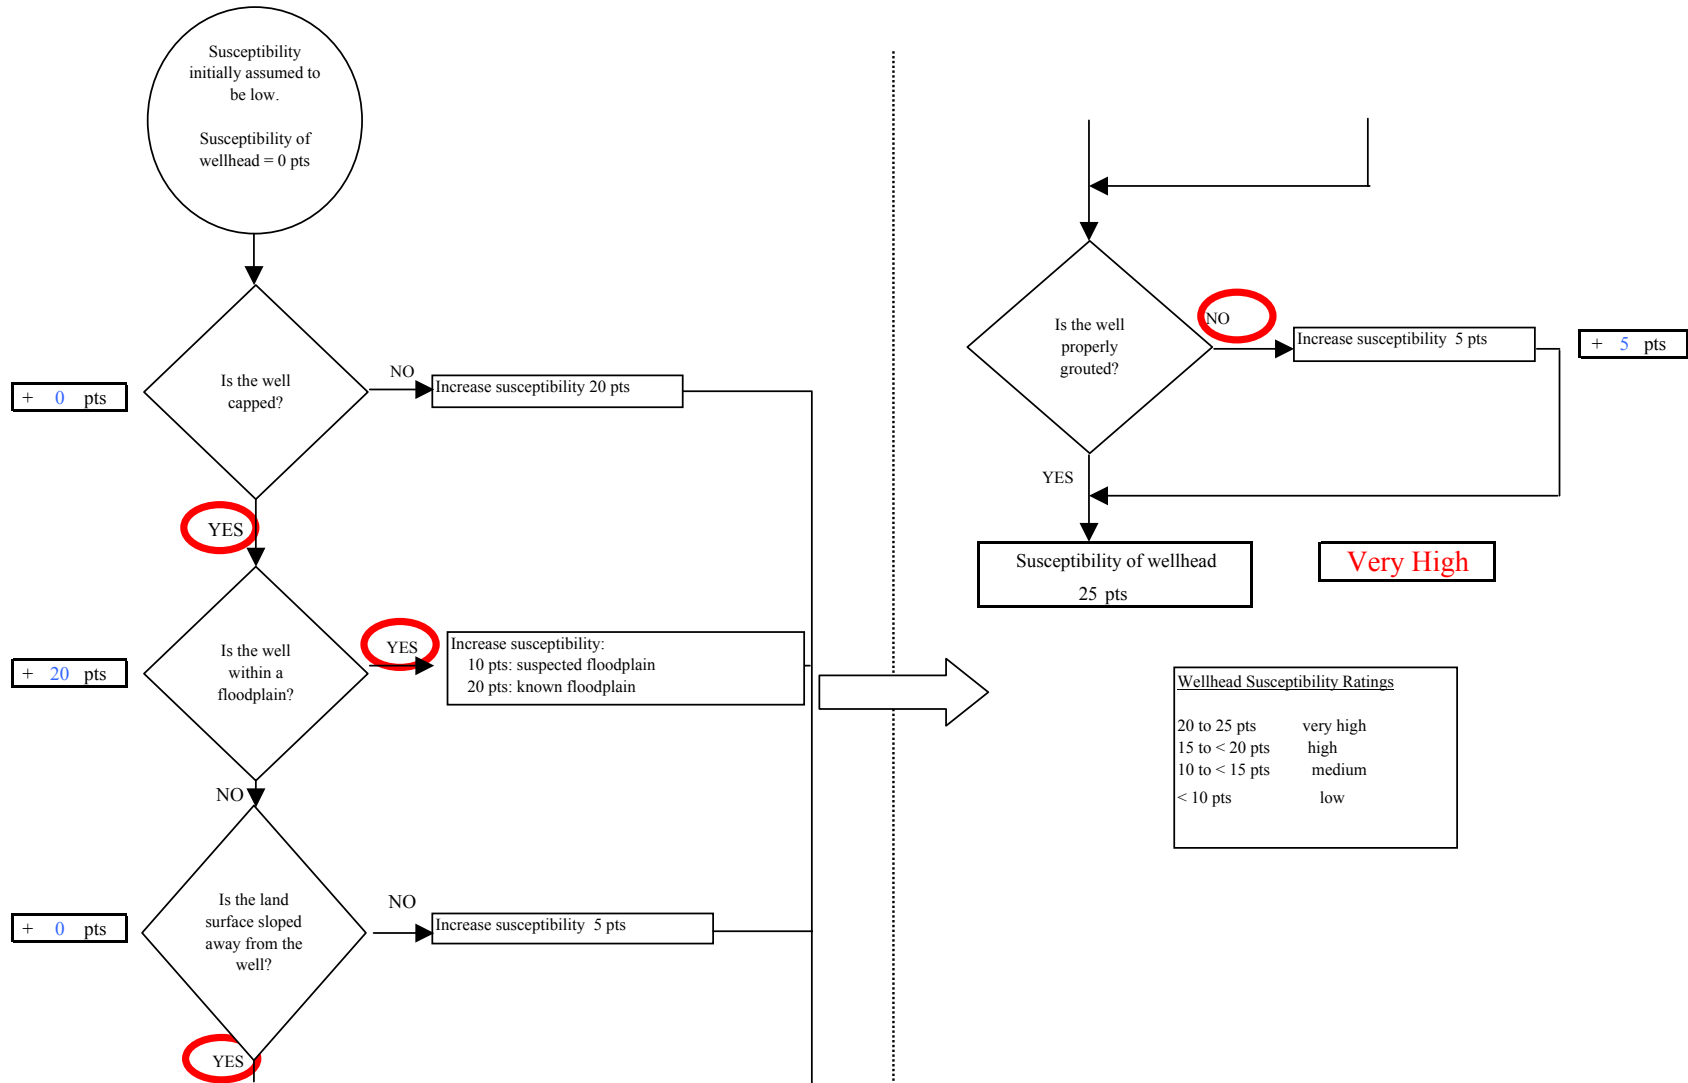 Susceptibility
initially assumed to
be low.
Susceptibility of
wellhead = 0 pts
Is the well
capped?
NO
Increase susceptibility 20 pts
+ 0 pts
YES
Is the well
within a
floodplain?
YES
Increase susceptibility:
10 pts: suspected floodplain
20 pts: known floodplain
+ 20 pts
NO
Is the land
surface sloped
away from the
well?
NO
Increase susceptibility 5 pts
+ 0 pts
YES
Is the well
properly
grouted?
NO
Increase susceptibility 5 pts
+ 5 pts
YES
Susceptibility of wellhead
25 pts
Very High
Wellhead Susceptibility Ratings
20 to 25 pts very high
15 to < 20 pts high
10 to < 15 pts medium
< 10 pts low